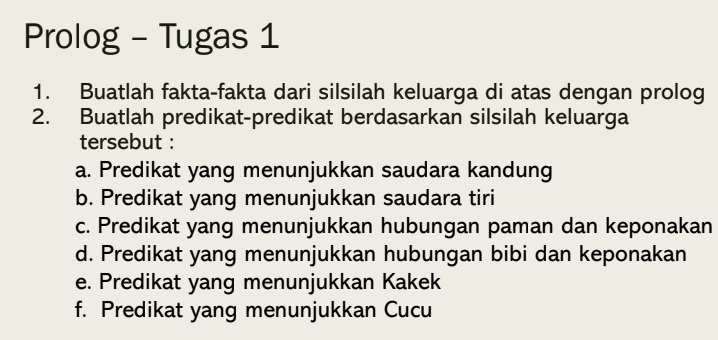 Prolog – Tugas 1
1. Buatlah fakta-fakta dari silsilah keluarga di atas dengan prolog
2. Buatlah predikat-predikat berdasarkan silsilah keluarga
tersebut :
a. Predikat yang menunjukkan saudara kandung
b. Predikat yang menunjukkan saudara tiri
c. Predikat yang menunjukkan hubungan paman dan keponakan
d. Predikat yang menunjukkan hubungan bibi dan keponakan
e. Predikat yang menunjukkan Kakek
f. Predikat yang menunjukkan Cucu